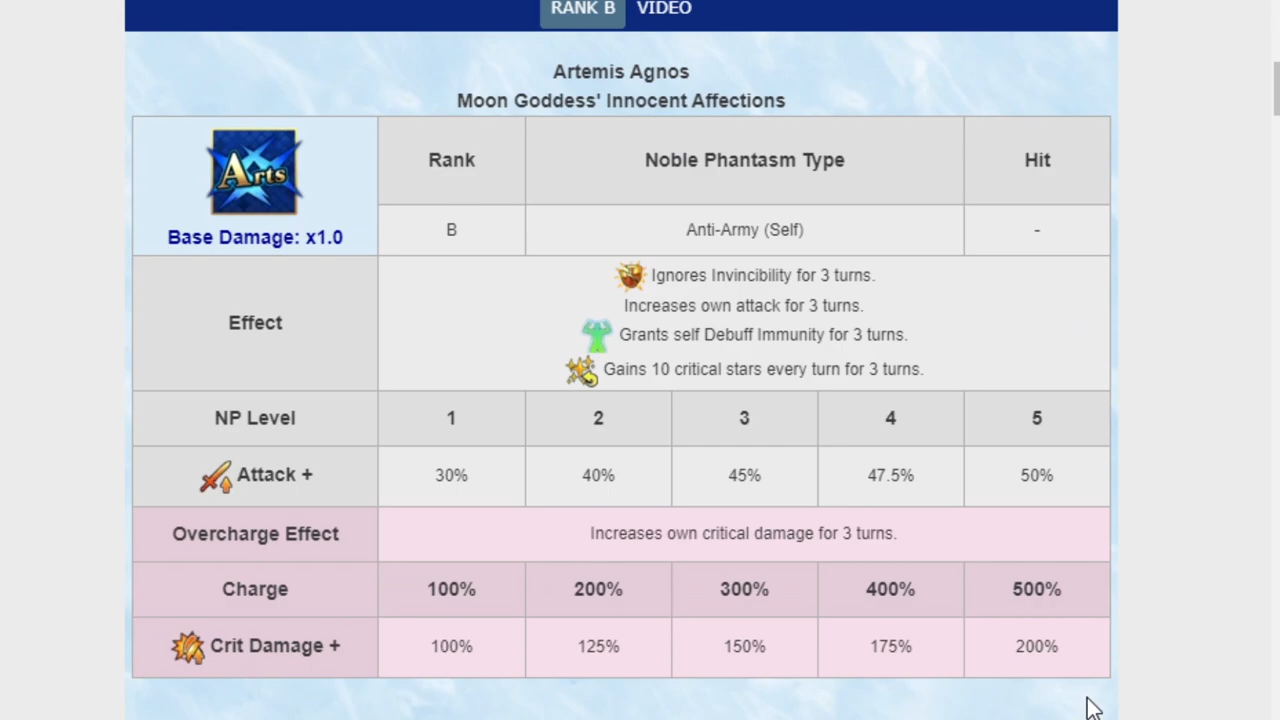 RANK B VIDEO
Artemis Agnos
Moon Goddess' Innocent Affections
Arts
Base Damage: x1.0
Rank Noble Phantasm Type Hit
B Anti-Army (Self) -
Effect
Ignores Invincibility for 3 turns.
Increases own attack for 3 turns.
Grants self Debuff Immunity for 3 turns.
Gains 10 critical stars every turn for 3 turns.
NP Level 1 2 3 4 5
Attack + 30% 40% 45% 47.5% 50%
Overcharge Effect Increases own critical damage for 3 turns.
Charge 100% 200% 300% 400% 500%
Crit Damage + 100% 125% 150% 175% 200%